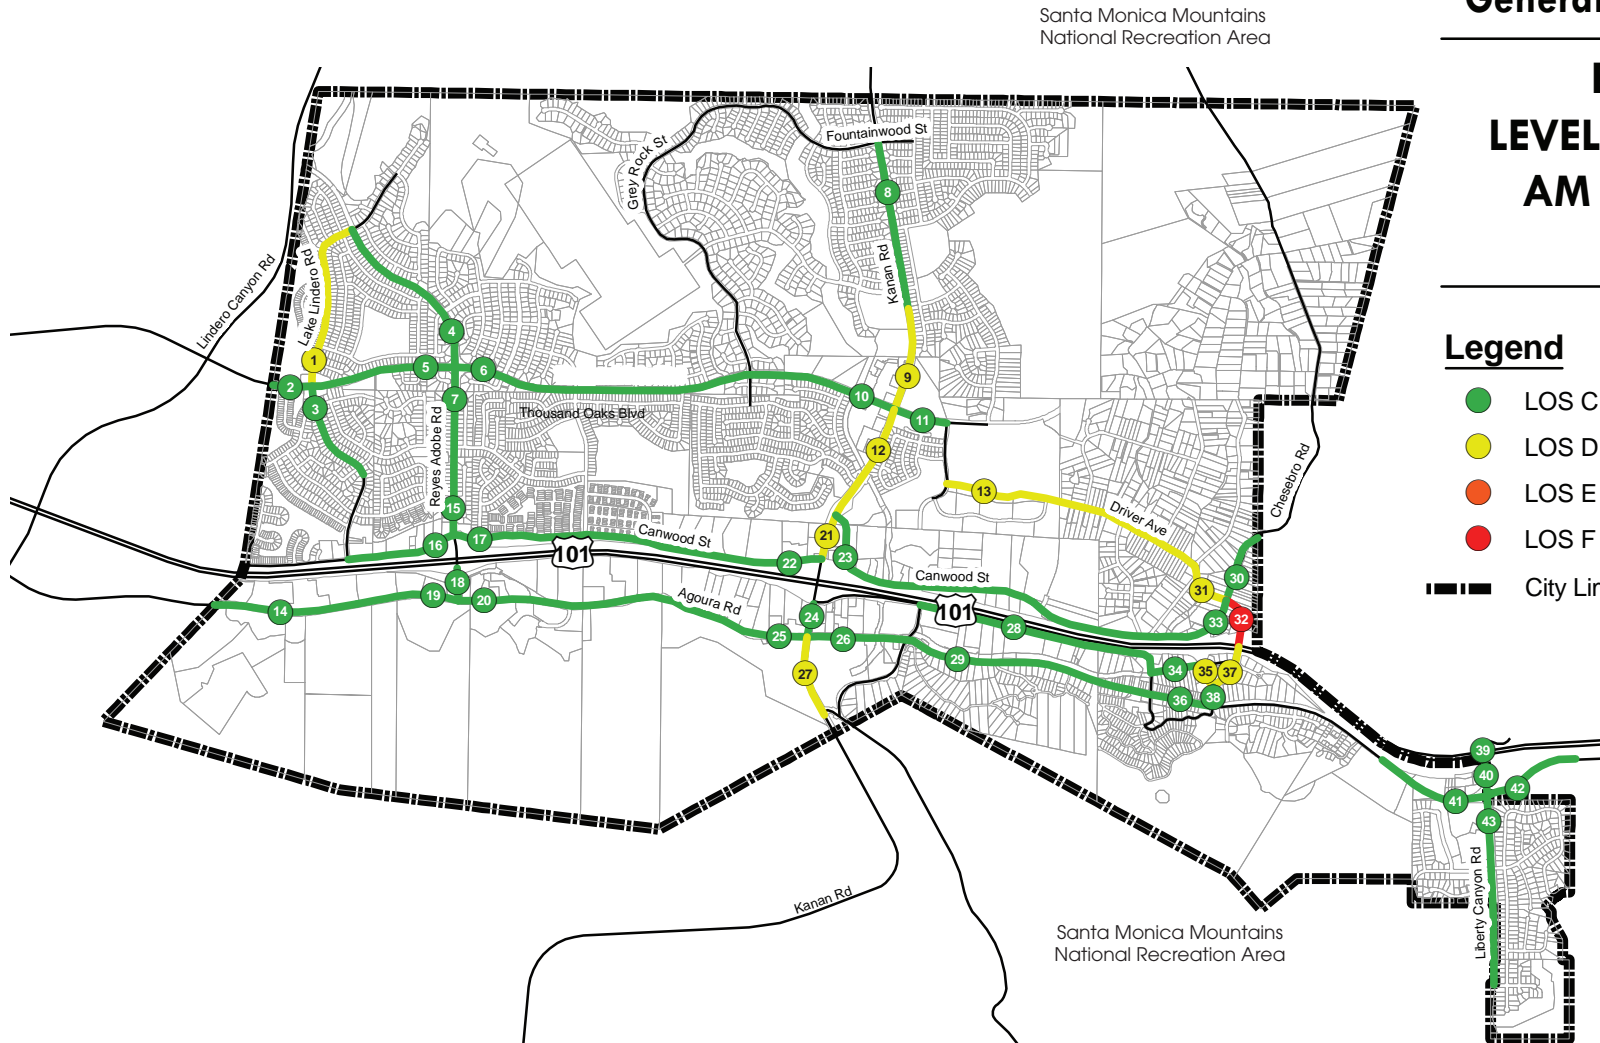 Santa Monica Mountains
National Recreation Area
General
LEVEL
AM
Legend
LOS C
LOS D
LOS E
LOS F
City Lin
Fountainwood St
Grey Rock St
Kanan Rd
Lindero Canyon Rd
Lake Lindero Rd
Thousand Oaks Blvd
Reyes Adobe Rd
Chesebro Rd
Driver Ave
Canwood St
101
Canwood St
101
Agoura Rd
Kanan Rd
Liberty Canyon Rd
Santa Monica Mountains
National Recreation Area
1
2
3
4
5
6
7
8
9
10
11
12
13
14
15
16
17
18
19
20
21
22
23
24
25
26
27
28
29
30
31
32
33
34
35
36
37
38
39
40
41
42
43